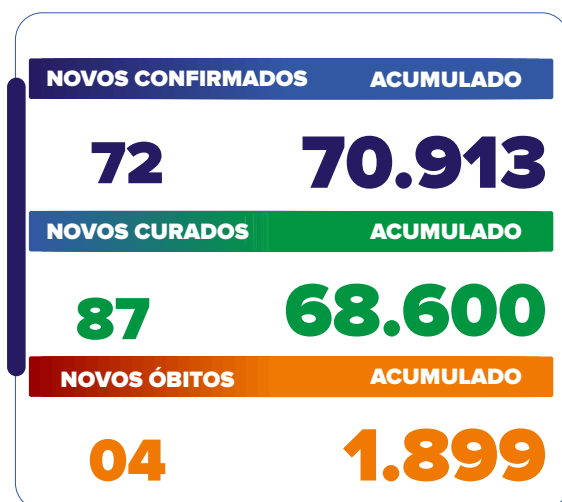 NOVOS CONFIRMADOS ACUMULADO
72 70.913
NOVOS CURADOS ACUMULADO
87 68.600
NOVOS ÓBITOS ACUMULADO
04 1.899